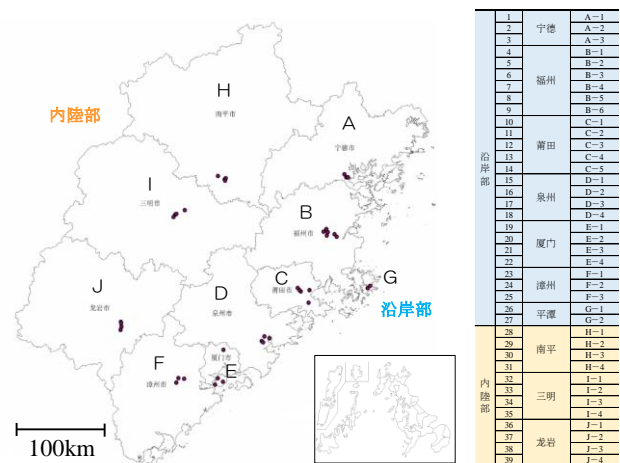 H
南平市
内陸部
A
宁德市
I
三明市
B
福州市
J
龙岩市
D
泉州市
C
莆田市
G
沿岸部
F
漳州市
厦门市
E
100km
沿岸部
1 宁德 A－1
2 A－2
3 A－3
4 福州 B－1
5 B－2
6 B－3
7 B－4
8 B－5
9 B－6
10 莆田 C－1
11 C－2
12 C－3
13 C－4
14 C－5
15 泉州 D－1
16 D－2
17 D－3
18 D－4
19 厦门 E－1
20 E－2
21 E－3
22 E－4
23 漳州 F－1
24 F－2
25 F－3
26 平潭 G－1
27 G－2
内陸部
28 南平 H－1
29 H－2
30 H－3
31 H－4
32 三明 I－1
33 I－2
34 I－3
35 I－4
36 龙岩 J－1
37 J－2
38 J－3
39 J－4